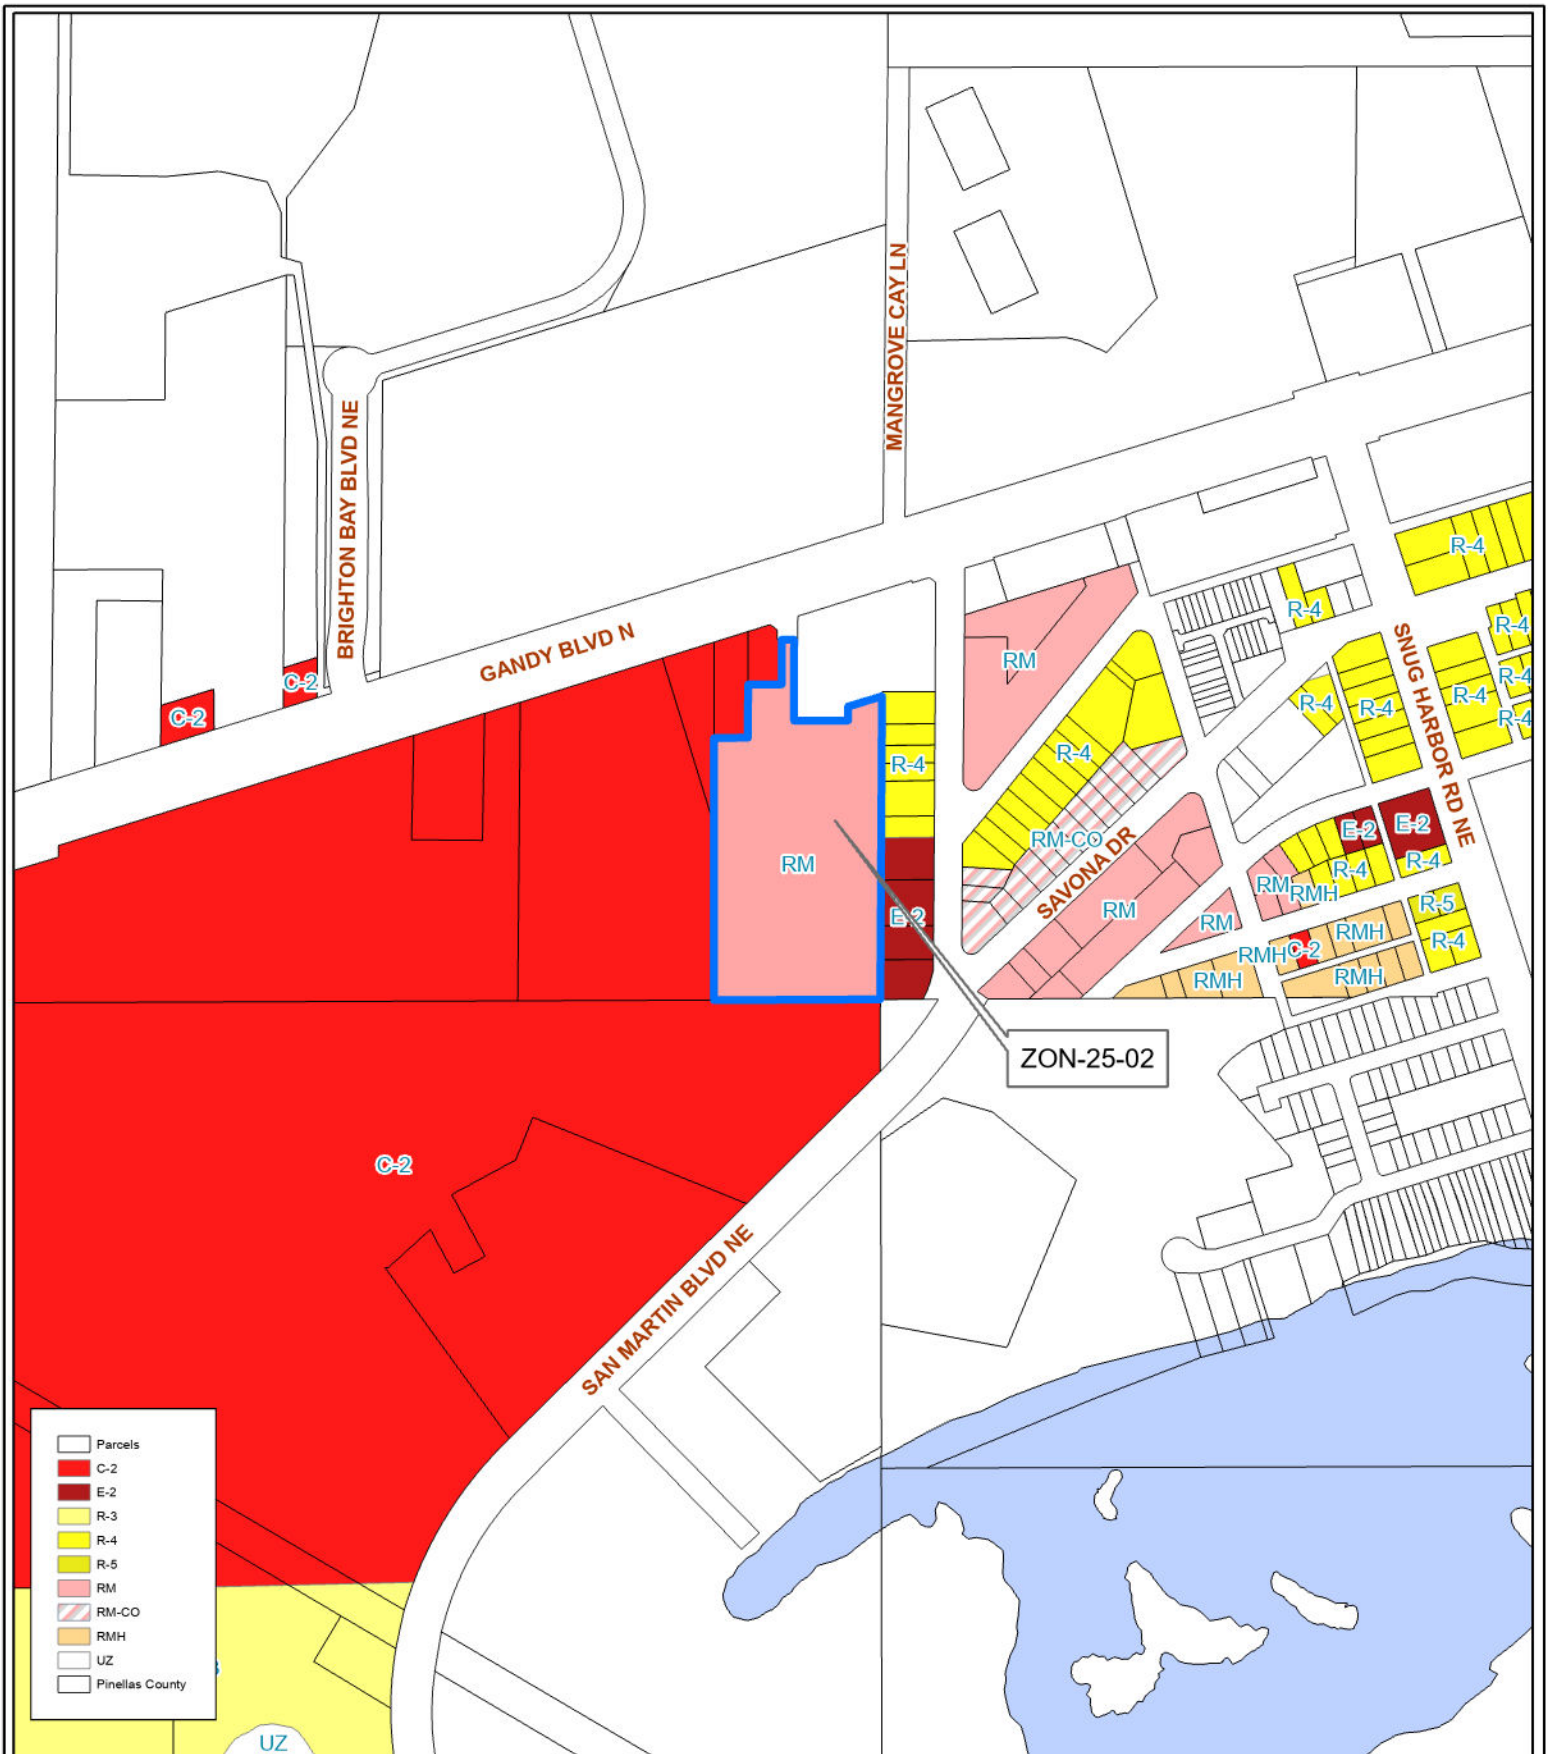 MANGROVE CAY LN
BRIGHTON BAY BLVD NE
GANDY BLVD N
SNUG HARBOR RD NE
SAVONA DR
SAN MARTIN BLVD NE
R-4
R-4
R-4
RM
C-2
C-2
R-4
R-4
R-4
R-4
R-4
R-4
R-4
RM-CO
E-2
E-2
R-4
R-4
RM
RM
RMH
R-5
RM
RM
E-2
RMH
R-4
RMH
C-2
RMH
RMH
ZON-25-02
C-2
Parcels
C-2
E-2
R-3
R-4
R-5
RM
RM-CO
RMH
UZ
Pinellas County
UZ